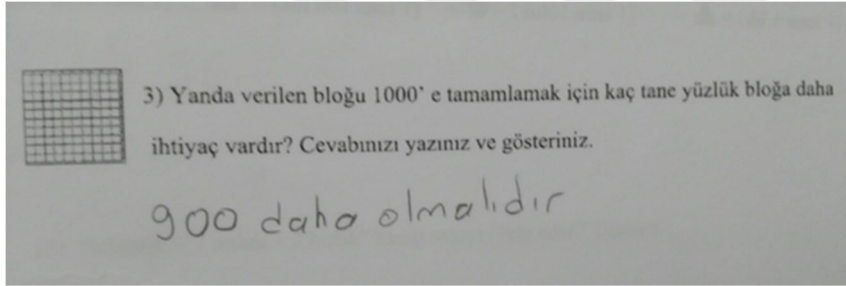 3) Yanda verilen bloğu 1000' e tamamlamak için kaç tane yüzlük bloğa daha
ihtiyaç vardır? Cevabınızı yazınız ve gösteriniz.
900 daha olmalıdır